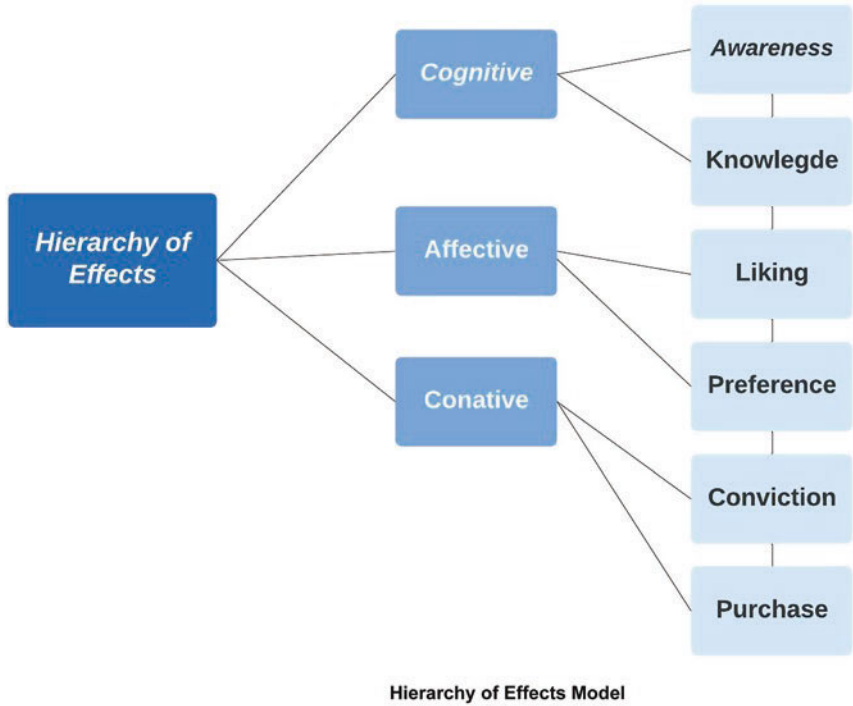 Hierarchy of
Effects
Cognitive
Affective
Conative
Awareness
Knowlegde
Liking
Preference
Conviction
Purchase
Hierarchy of Effects Model